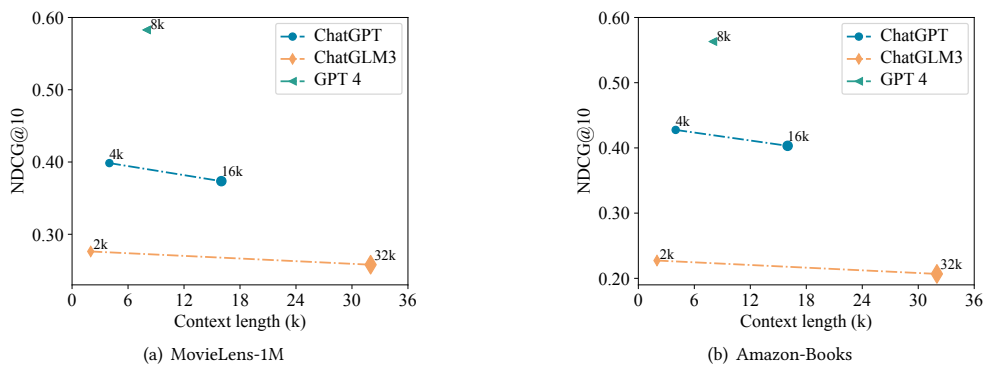 0.60
0.50
0.40
0.30
NDCG@10
8k
4k
16k
2k
32k
ChatGPT
ChatGLM3
GPT 4
0 6 12 18 24 30 36
Context length (k)
(a) MovieLens-1M
0.60
0.50
0.40
0.30
0.20
NDCG@10
8k
4k
16k
2k
32k
ChatGPT
ChatGLM3
GPT 4
0 6 12 18 24 30 36
Context length (k)
(b) Amazon-Books